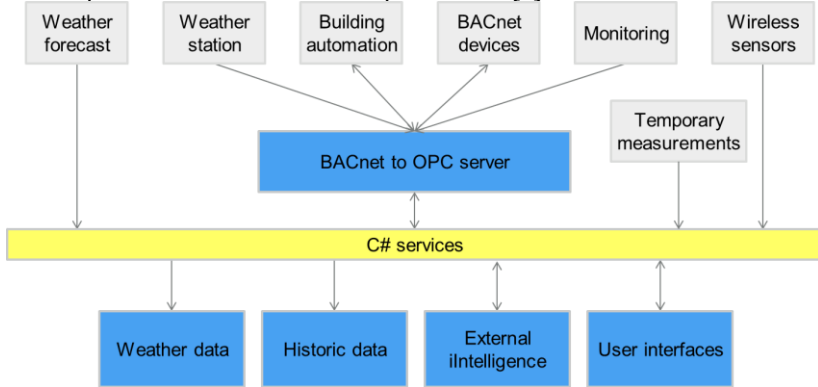 Weather
forecast
Weather
station
Building
automation
BACnet
devices
Monitoring
Wireless
sensors
Temporary
measurements
BACnet to OPC server
C# services
Weather data
Historic data
External
iIntelligence
User interfaces